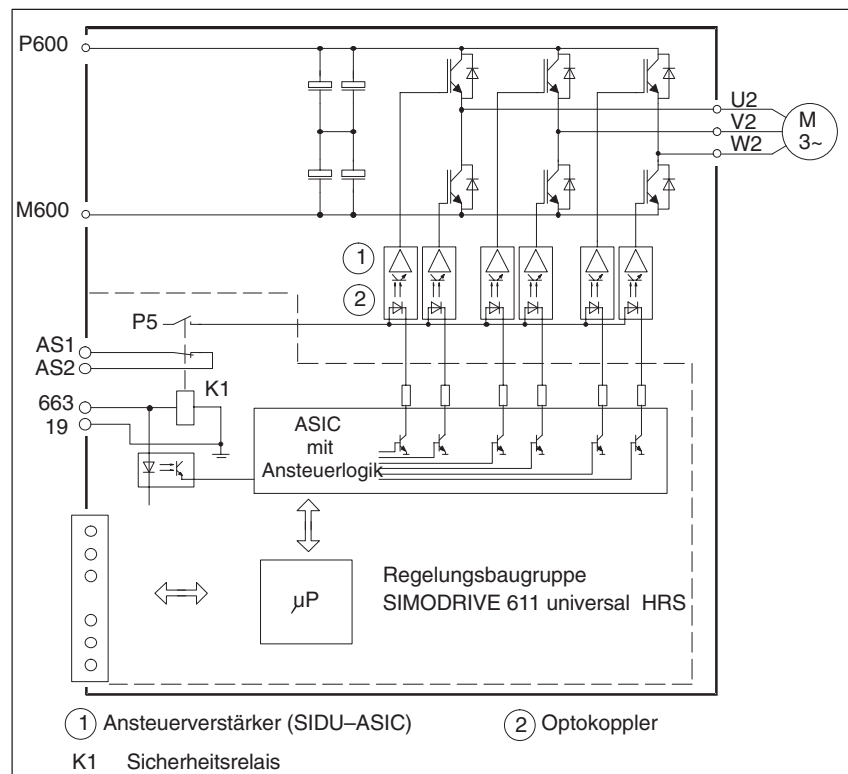 P600
U2
V2
W2
M
3~
M600
1
2
P5
AS1
AS2
K1
663
19
ASIC
mit
Ansteuerlogik
µP
Regelungsbaugruppe
SIMODRIVE 611 universal HRS
1 Ansteuerverstärker (SIDU–ASIC)
2 Optokoppler
K1 Sicherheitsrelais